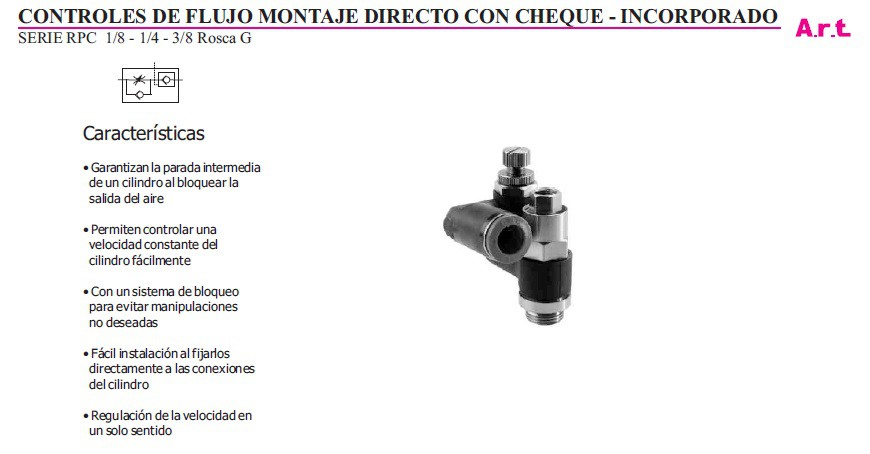 CONTROLES DE FLUJO MONTAJE DIRECTO CON CHEQUE - INCORPORADO
A.r.t.
SERIE RPC 1/8 - 1/4 - 3/8 Rosca G
Características
• Garantizan la parada intermedia
de un cilindro al bloquear la
salida del aire
• Permiten controlar una
velocidad constante del
cilindro fácilmente
• Con un sistema de bloqueo
para evitar manipulaciones
no deseadas
• Fácil instalación al fijarlos
directamente a las conexiones
del cilindro
• Regulación de la velocidad en
un solo sentido